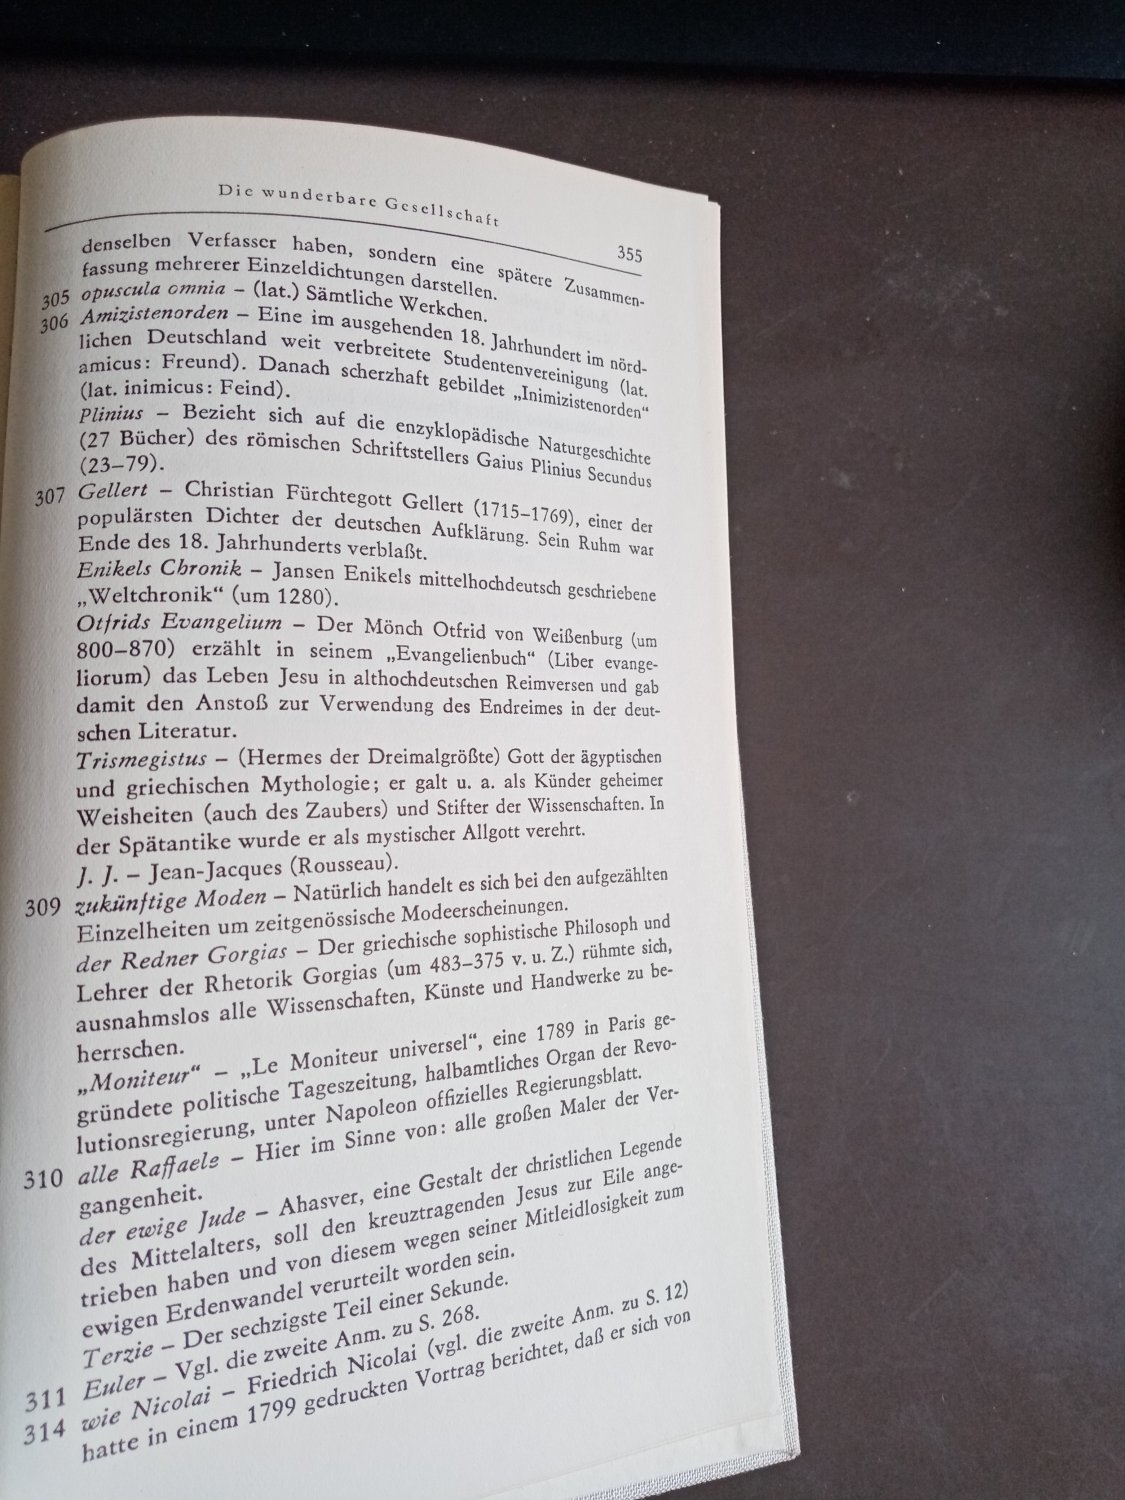 Die wunderbare Gesellschaft
355
denselben Verfasser haben, sondern eine spätere Zusammen-
fassung mehrerer Einzeldichtungen darstellen.
305 opuscula omnia – (lat.) Sämtliche Werkchen.
306 Amizistenorden – Eine im ausgehenden 18. Jahrhundert im nörd-
lichen Deutschland weit verbreitete Studentenvereinigung (lat.
amicus: Freund). Danach scherzhaft gebildet „Inimizistenorden“
(lat. inimicus: Feind).
Plinius – Bezieht sich auf die enzyklopädische Naturgeschichte
(27 Bücher) des römischen Schriftstellers Gaius Plinius Secundus
(23–79).
307 Gellert – Christian Fürchtegott Gellert (1715–1769), einer der
populärsten Dichter der deutschen Aufklärung. Sein Ruhm war
Ende des 18. Jahrhunderts verblaßt.
Enikels Chronik – Jansen Enikels mittelhochdeutsch geschriebene
„Weltchronik“ (um 1280).
Otfrids Evangelium – Der Mönch Otfrid von Weißenburg (um
800–870) erzählt in seinem „Evangelienbuch“ (Liber evange-
liorum) das Leben Jesu in althochdeutschen Reimversen und gab
damit den Anstoß zur Verwendung des Endreimes in der deut-
schen Literatur.
Trismegistus – (Hermes der Dreimalgrößte) Gott der ägyptischen
und griechischen Mythologie; er galt u. a. als Künder geheimer
Weisheiten (auch des Zaubers) und Stifter der Wissenschaften. In
der Spätantike wurde er als mystischer Allgott verehrt.
J. J. – Jean-Jacques (Rousseau).
309 zukünftige Moden – Natürlich handelt es sich bei den aufgezählten
Einzelheiten um zeitgenössische Modeerscheinungen.
der Redner Gorgias – Der griechische sophistische Philosoph und
Lehrer der Rhetorik Gorgias (um 483–375 v. u. Z.) rühmte sich,
ausnahmslos alle Wissenschaften, Künste und Handwerke zu be-
herrschen.
„Moniteur“ – „Le Moniteur universel“, eine 1789 in Paris ge-
gründete politische Tageszeitung, halbamtliches Organ der Revo-
lutionsregierung, unter Napoleon offizielles Regierungsblatt.
310 alle Raffaels – Hier im Sinne von: alle großen Maler der Ver-
gangenheit.
der ewige Jude – Ahasver, eine Gestalt der christlichen Legende
des Mittelalters, soll den kreuztragenden Jesus zur Eile ange-
trieben haben und von diesem wegen seiner Mitleidlosigkeit zum
ewigen Erdenwandel verurteilt worden sein.
Terzie – Der sechzigste Teil einer Sekunde.
311 Euler – Vgl. die zweite Anm. zu S. 268.
314 wie Nicolai – Friedrich Nicolai (vgl. die zweite Anm. zu S. 12)
hatte in einem 1799 gedruckten Vortrag berichtet, daß er sich von